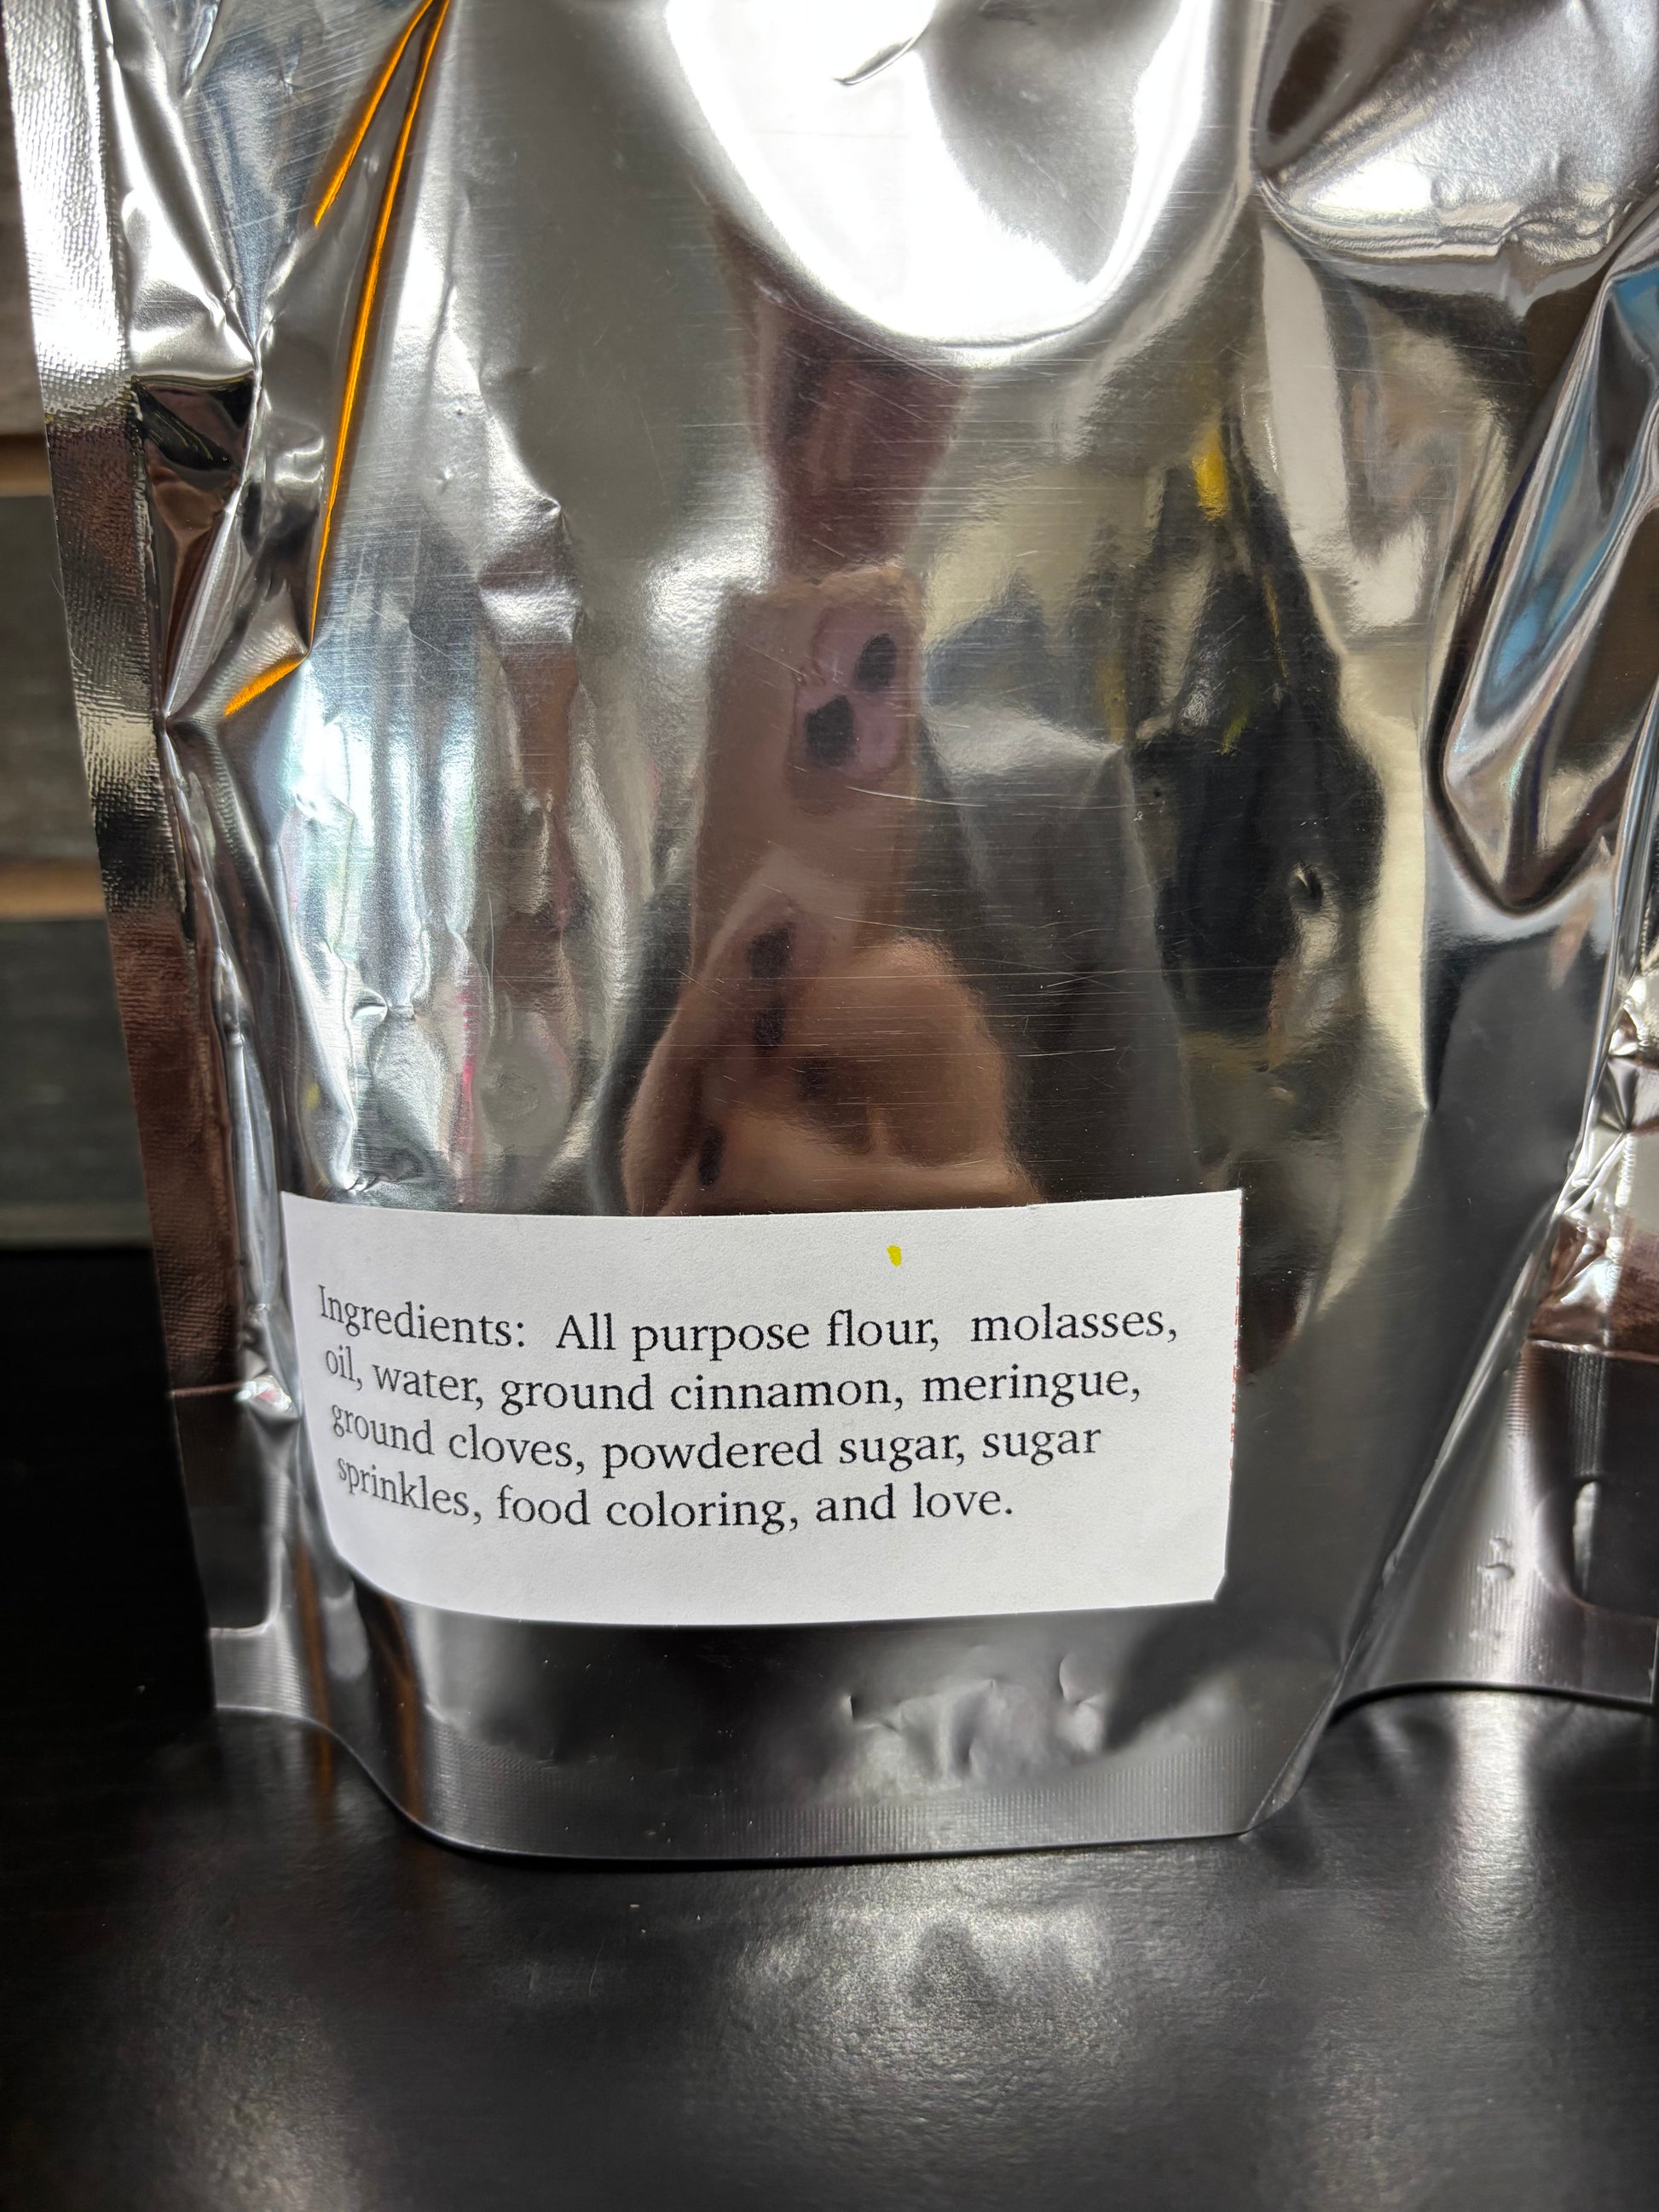 Ingredients:  All purpose flour,  molasses,
oil, water, ground cinnamon, meringue,
ground cloves, powdered sugar, sugar
sprinkles, food coloring, and love.